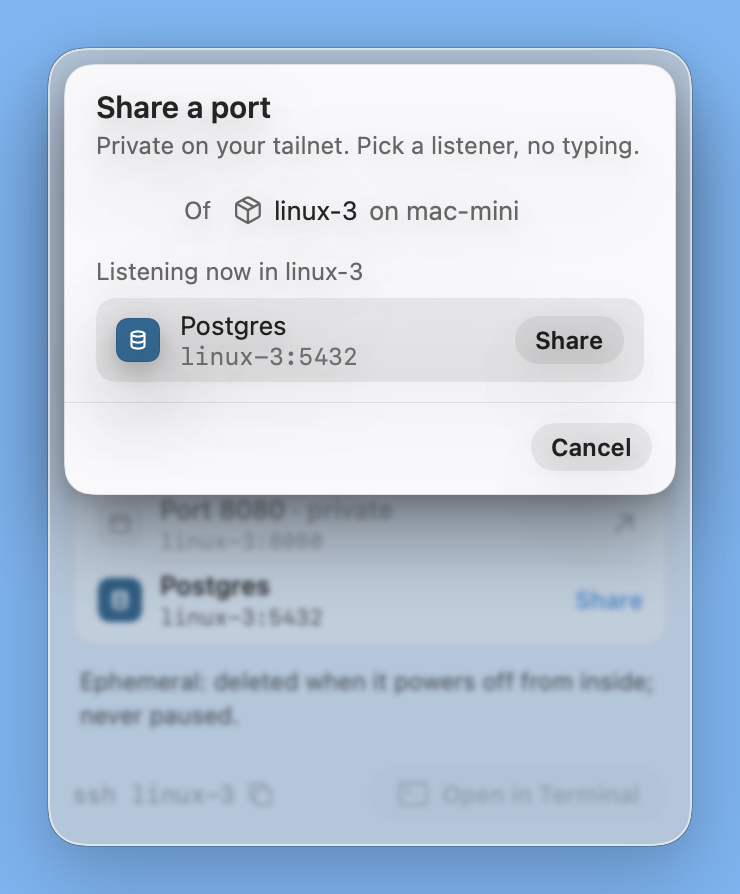 Share a port
Private on your tailnet. Pick a listener, no typing.
Of linux-3 on mac-mini
Listening now in linux-3
Postgres
linux-3:5432
Share
Cancel
Port 8080 · private
linux-3:8080
Postgres
linux-3:5432
Share
Ephemeral: deleted when it powers off from inside;
never paused.
ssh linux-3
Open in Terminal